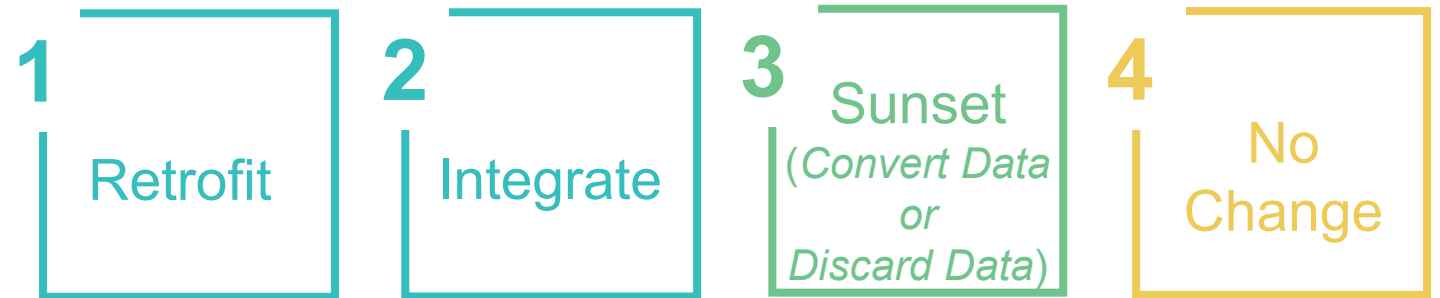 1
Retrofit
2
Integrate
3
Sunset
(Convert Data
or
Discard Data)
4
No
Change